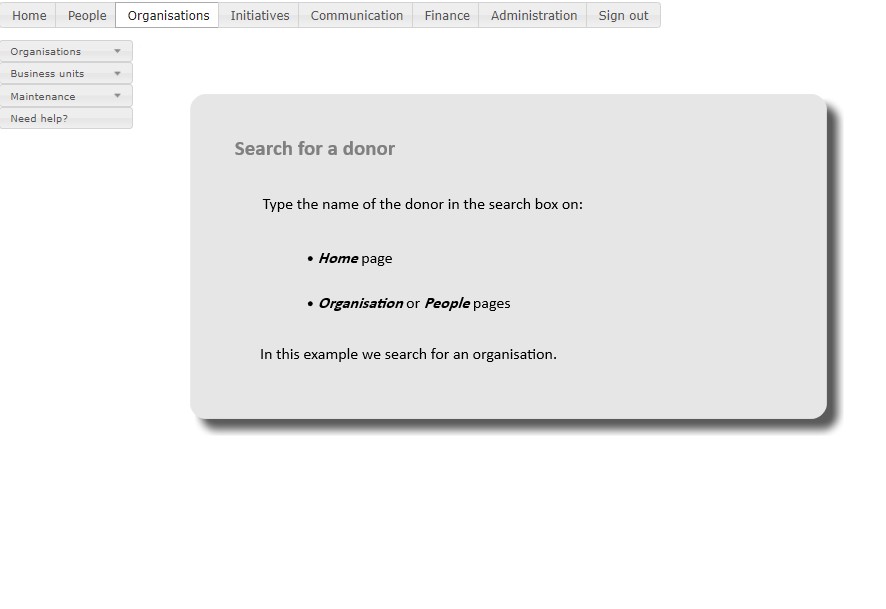 Home People Organisations Initiatives Communication Finance Administration Sign out
Organisations
Business units
Maintenance
Need help?
Search for a donor
Type the name of the donor in the search box on:
• Home page
• Organisation or People pages
In this example we search for an organisation.